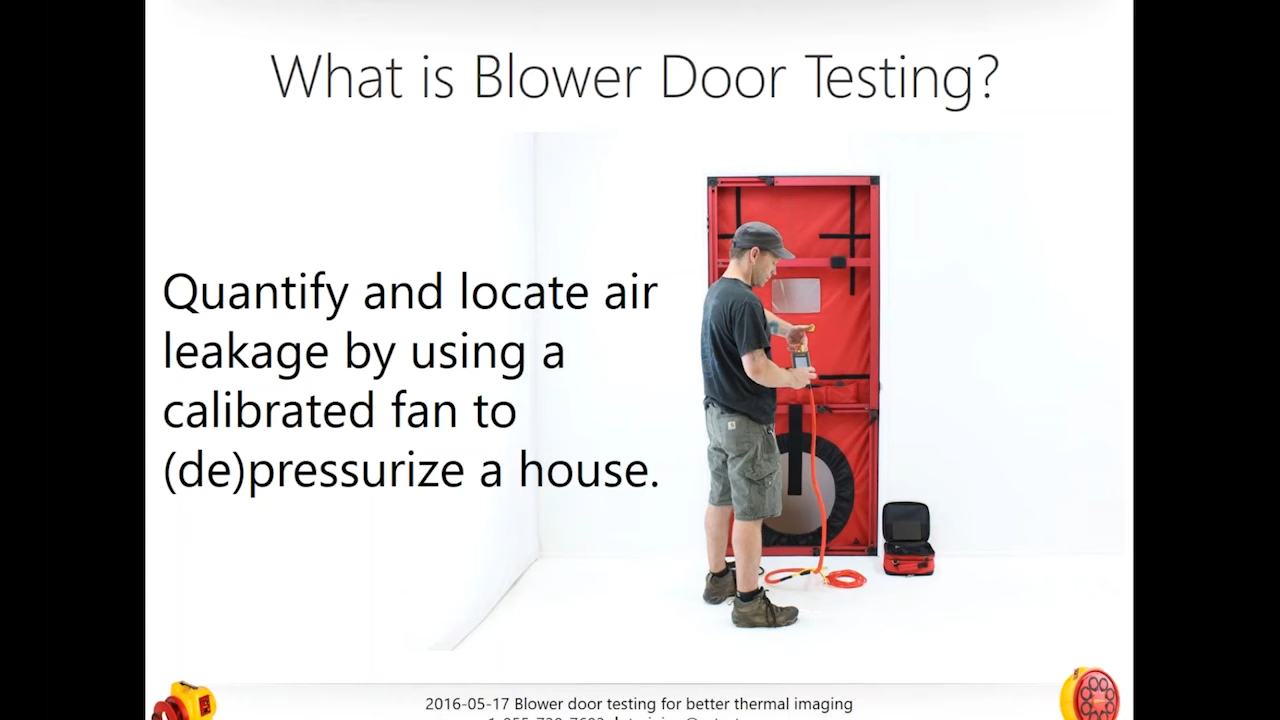 What is Blower Door Testing?
Quantify and locate air
leakage by using a
calibrated fan to
(de)pressurize a house.
2016-05-17 Blower door testing for better thermal imaging